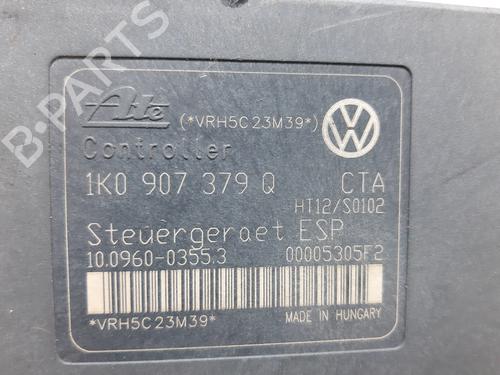 Ate (*VRH5C23M39*)
Controller
1K0 907 379 Q CTA
HT12/S0102
Steuergeraet ESP
10.0960-0355.3 00005305F2
*VRH5C23M39* MADE IN HUNGARY
B-PARTS